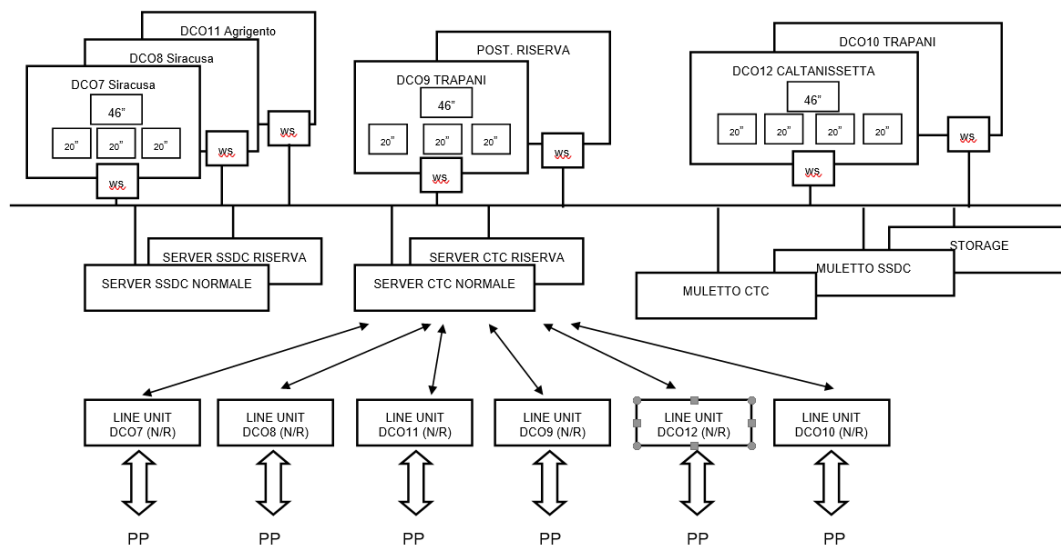 DCO11 Agrigento
DCO8 Siracusa
DCO7 Siracusa
46”
20”
20”
20”
ws.
ws.
ws.
POST. RISERVA
DCO9 TRAPANI
46”
20”
20”
20”
ws.
ws.
DCO10 TRAPANI
DCO12 CALTANISSETTA
46”
20”
20”
20”
20”
ws.
ws.
SERVER SSDC RISERVA
SERVER SSDC NORMALE
SERVER CTC RISERVA
SERVER CTC NORMALE
STORAGE
MULETTO SSDC
MULETTO CTC
LINE UNIT
DCO7 (N/R)
LINE UNIT
DCO8 (N/R)
LINE UNIT
DCO11 (N/R)
LINE UNIT
DCO9 (N/R)
LINE UNIT
DCO12 (N/R)
LINE UNIT
DCO10 (N/R)
PP
PP
PP
PP
PP
PP